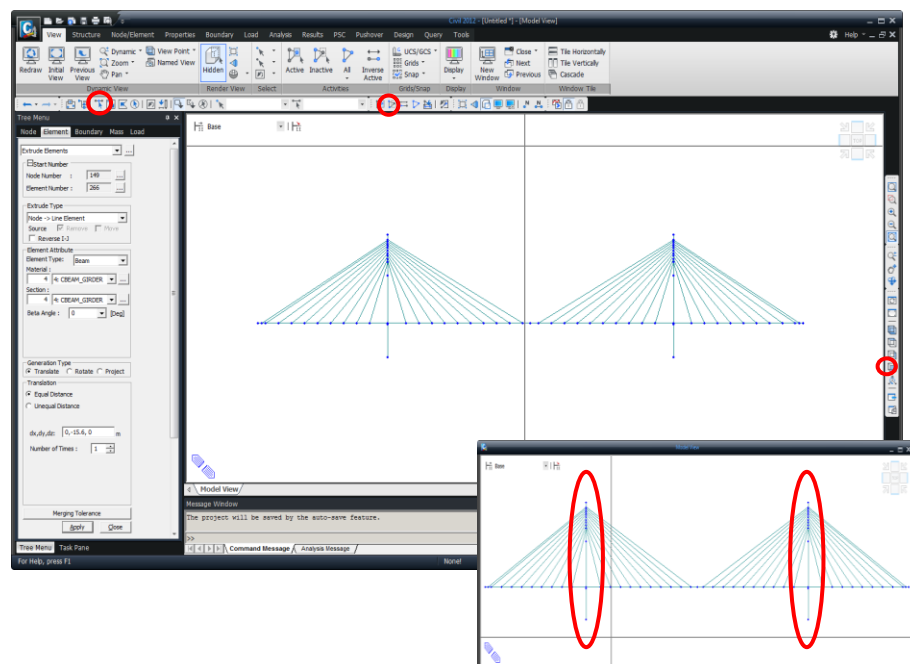 Civil 2012 - [Untitled *] - [Model View]
View Structure Node/Element Properties Boundary Load Analysis Results PSC Pushover Design Query Tools Help
Redraw Initial View Previous View Dynamic Zoom Pan View Point Named View Hidden Active Inactive All Inverse Active UCS/GCS Grids Snap Display New Window Close Next Previous Cascade Tile Horizontally Tile Vertically
Dynamic View Render View Select Activities Grids/Snap Display Window Window Tile
Tree Menu
Node Element Boundary Mass Load
Base
Extrude Elements
Start Number
Node Number : 149
Element Number : 266
Extrude Type
Node -> Line Element
Source Remove Move
Reverse I-J
Element Attribute
Element Type: Beam
Material :
4 4: CBEAM_GIRDER
Section :
4 4: CBEAM_GIRDER
Beta Angle : 0 [Deg]
Generation Type
Translate Rotate Project
Translation
Equal Distance
Unequal Distance
dx,dy,dz: 0,-15.6, 0 m
Number of Times : 1
Merging Tolerance
Apply Close
Tree Menu Task Pane
For Help, press F1
Model View
Message Window
The project will be saved by the auto-save feature.
>>
Command Message Analysis Message
None!
Model View
Base